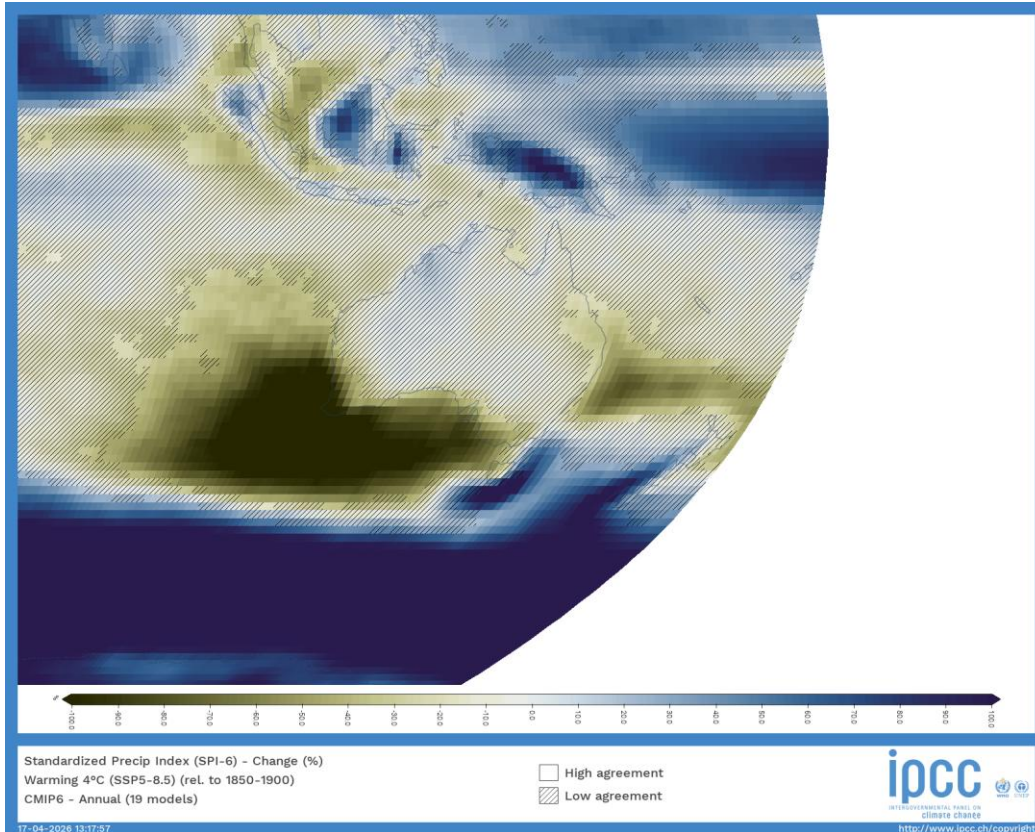 %
-100.0
-90.0
-80.0
-70.0
-60.0
-50.0
-40.0
-30.0
-20.0
-10.0
0.0
10.0
20.0
30.0
40.0
50.0
60.0
70.0
80.0
90.0
100.0
Standardized Precip Index (SPI-6) - Change (%)
Warming 4°C (SSP5-8.5) (rel. to 1850-1900)
CMIP6 - Annual (19 models)
High agreement
Low agreement
ipcc
INTERGOVERNMENTAL PANEL ON
climate change
17-04-2026 13:17:57
http://www.ipcc.ch/copyright